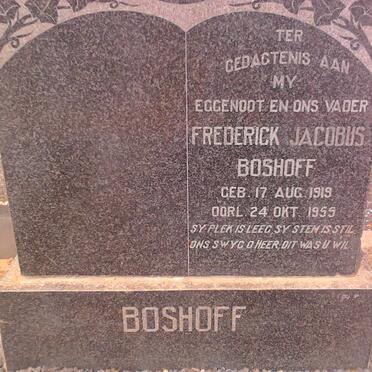 TER
GEDAGTENIS AAN
MY
EGGENOOT EN ONS VADER
FREDERICK JACOBUS
BOSHOFF
GEB. 17 AUG. 1919
OORL. 24 OKT. 1959
SY PLEK IS LEEG, SY STEM IS STIL
ONS SWYG O HEER, DIT WAS U WIL
BOSHOFF